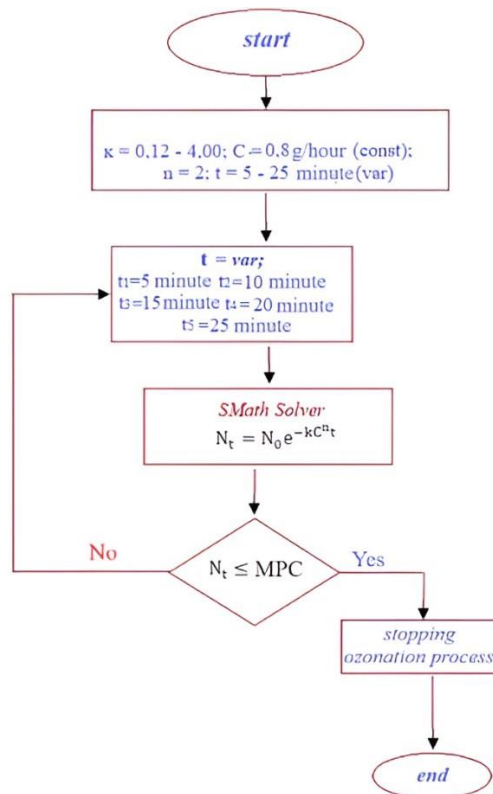 start
κ = 0,12 - 4,00; C = 0,8 g/hour (const);
n = 2; t = 5 - 25 minute(var)
t = var;
t₁=5 minute t₂=10 minute
t₃=15 minute t₄=20 minute
t₅=25 minute
SMath Solver
Nₜ = N₀e^{-kCⁿt}
Nₜ ≤ MPC
No
Yes
stopping
ozonation process
end